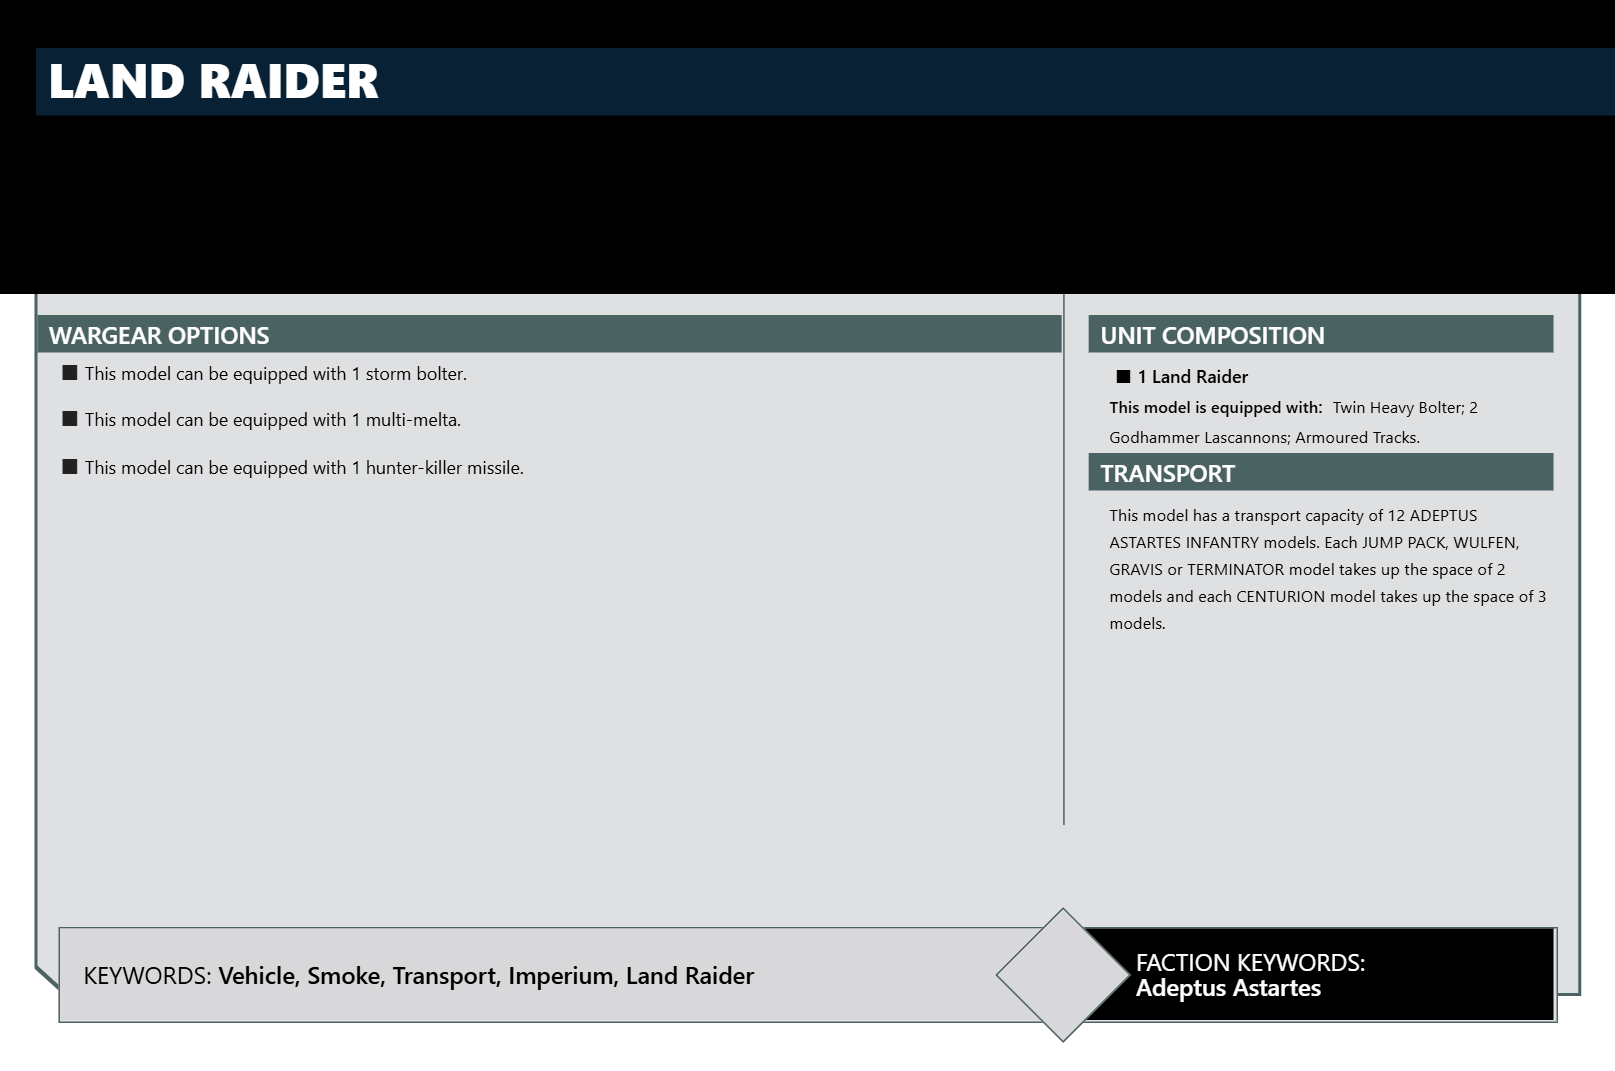 LAND RAIDER
WARGEAR OPTIONS
■ This model can be equipped with 1 storm bolter.
■ This model can be equipped with 1 multi-melta.
■ This model can be equipped with 1 hunter-killer missile.
UNIT COMPOSITION
■ 1 Land Raider
This model is equipped with: Twin Heavy Bolter; 2
Godhammer Lascannons; Armoured Tracks.
TRANSPORT
This model has a transport capacity of 12 ADEPTUS
ASTARTES INFANTRY models. Each JUMP PACK, WULFEN,
GRAVIS or TERMINATOR model takes up the space of 2
models and each CENTURION model takes up the space of 3
models.
KEYWORDS: Vehicle, Smoke, Transport, Imperium, Land Raider
FACTION KEYWORDS:
Adeptus Astartes